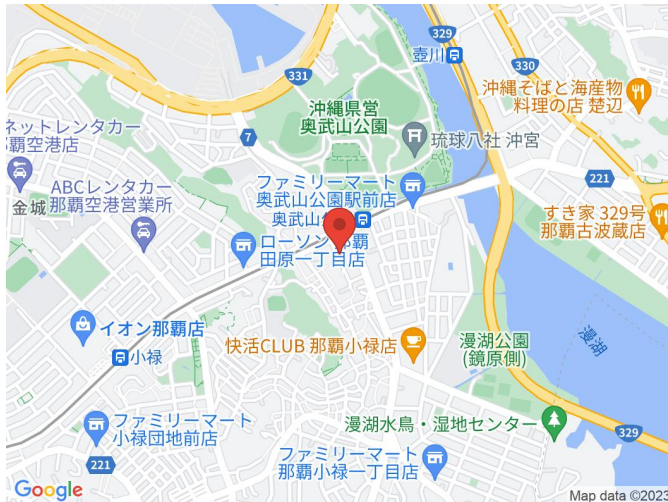 329
壺川
330
沖縄そばと海産物
料理の店 楚辺
331
沖縄県営
奥武山公園
ネットレンタカー
那覇空港店
7
琉球八社 沖宮
221
ABCレンタカー
那覇空港営業所
金城
ファミリーマート
奥武山公園駅前店
奥武山公
すき家 329号
那覇古波蔵店
ローソン 那覇
田原一丁目店
イオン那覇店
小禄
快活CLUB 那覇小禄店
漫湖公園
(鏡原側)
漫湖
ファミリーマート
小禄団地前店
漫湖水鳥・湿地センター
329
221
ファミリーマート
那覇小禄一丁目店
Google
Map data ©202